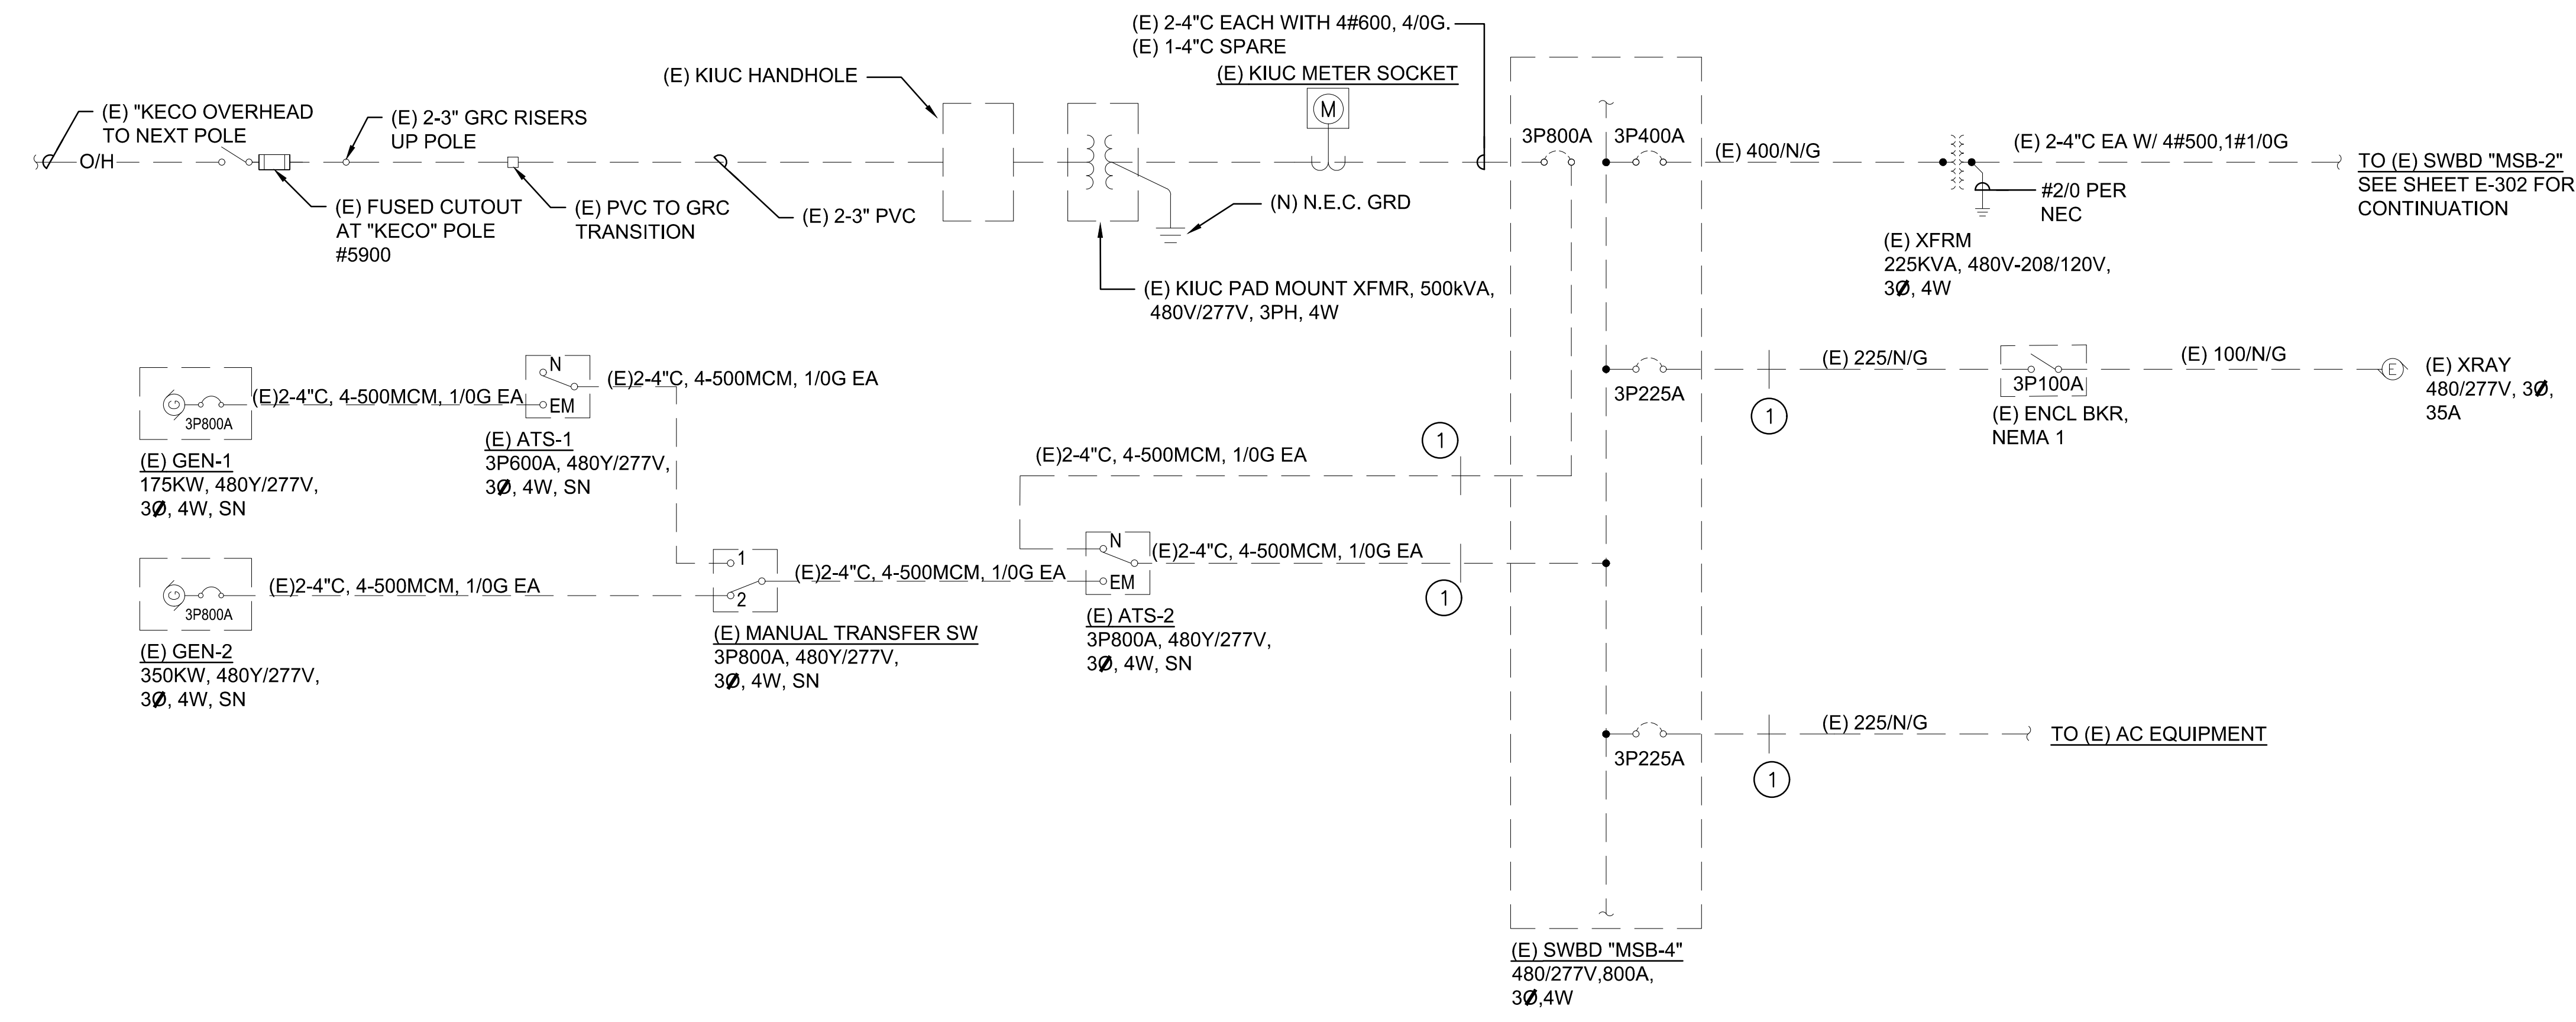 (E) 2-4"C EACH WITH 4#600, 4/0G.
(E) 1-4"C SPARE
(E) KIUC METER SOCKET
M
(E) KIUC HANDHOLE
(E) "KECO OVERHEAD
TO NEXT POLE
O/H
(E) 2-3" GRC RISERS
UP POLE
(E) FUSED CUTOUT
AT "KECO" POLE
#5900
(E) PVC TO GRC
TRANSITION
(E) 2-3" PVC
(N) N.E.C. GRD
(E) KIUC PAD MOUNT XFMR, 500kVA,
480V/277V, 3PH, 4W
3P800A
3P400A
(E) 400/N/G
(E) 2-4"C EA W/ 4#500,1#1/0G
TO (E) SWBD "MSB-2"
SEE SHEET E-302 FOR
CONTINUATION
#2/0 PER
NEC
(E) XFRM
225KVA, 480V-208/120V,
3Ø, 4W
G
3P800A
(E)2-4"C, 4-500MCM, 1/0G EA
(E) GEN-1
175KW, 480Y/277V,
3Ø, 4W, SN
N
EM
(E)2-4"C, 4-500MCM, 1/0G EA
(E) ATS-1
3P600A, 480Y/277V,
3Ø, 4W, SN
3P225A
(E) 225/N/G
1
3P100A
(E) ENCL BKR,
NEMA 1
(E) 100/N/G
E
(E) XRAY
480/277V, 3Ø,
35A
(E)2-4"C, 4-500MCM, 1/0G EA
1
G
3P800A
(E)2-4"C, 4-500MCM, 1/0G EA
(E) GEN-2
350KW, 480Y/277V,
3Ø, 4W, SN
1
2
(E)2-4"C, 4-500MCM, 1/0G EA
(E) MANUAL TRANSFER SW
3P800A, 480Y/277V,
3Ø, 4W, SN
N
EM
(E)2-4"C, 4-500MCM, 1/0G EA
1
(E) ATS-2
3P800A, 480Y/277V,
3Ø, 4W, SN
3P225A
(E) 225/N/G
1
TO (E) AC EQUIPMENT
(E) SWBD "MSB-4"
480/277V,800A,
3Ø,4W